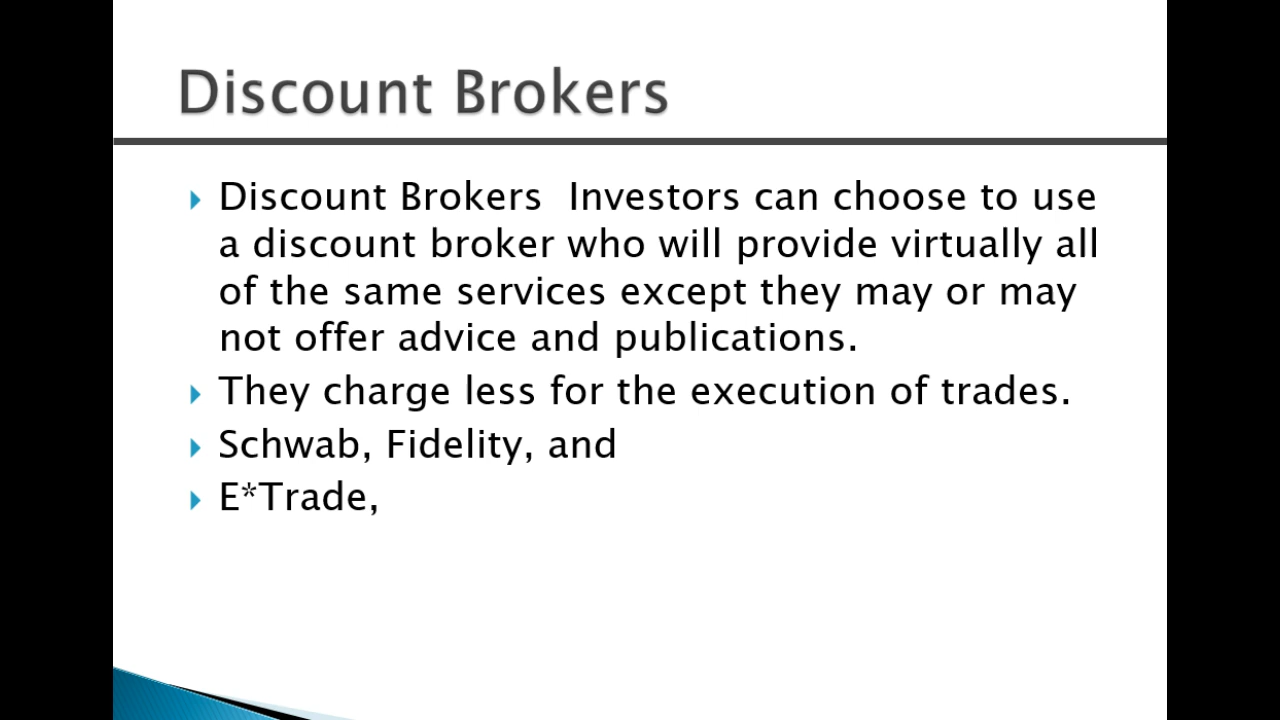 Discount Brokers
Discount Brokers  Investors can choose to use
a discount broker who will provide virtually all
of the same services except they may or may
not offer advice and publications.
They charge less for the execution of trades.
Schwab, Fidelity, and
E*Trade,